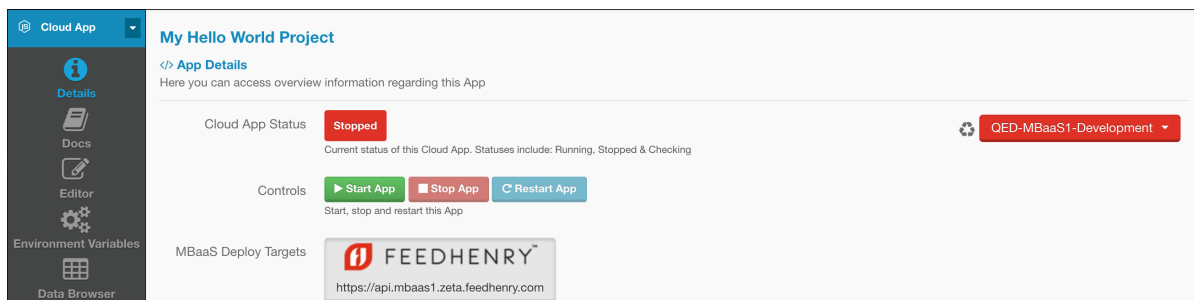 JS Cloud App
My Hello World Project
</> App Details
Here you can access overview information regarding this App
Details
Docs
Editor
Environment Variables
Data Browser
Cloud App Status
Stopped
QED-MBaaS1-Development
Current status of this Cloud App. Statuses include: Running, Stopped & Checking
Controls
Start App
Stop App
Restart App
Start, stop and restart this App
MBaaS Deploy Targets
FEEDHENRY™
https://api.mbaas1.zeta.feedhenry.com